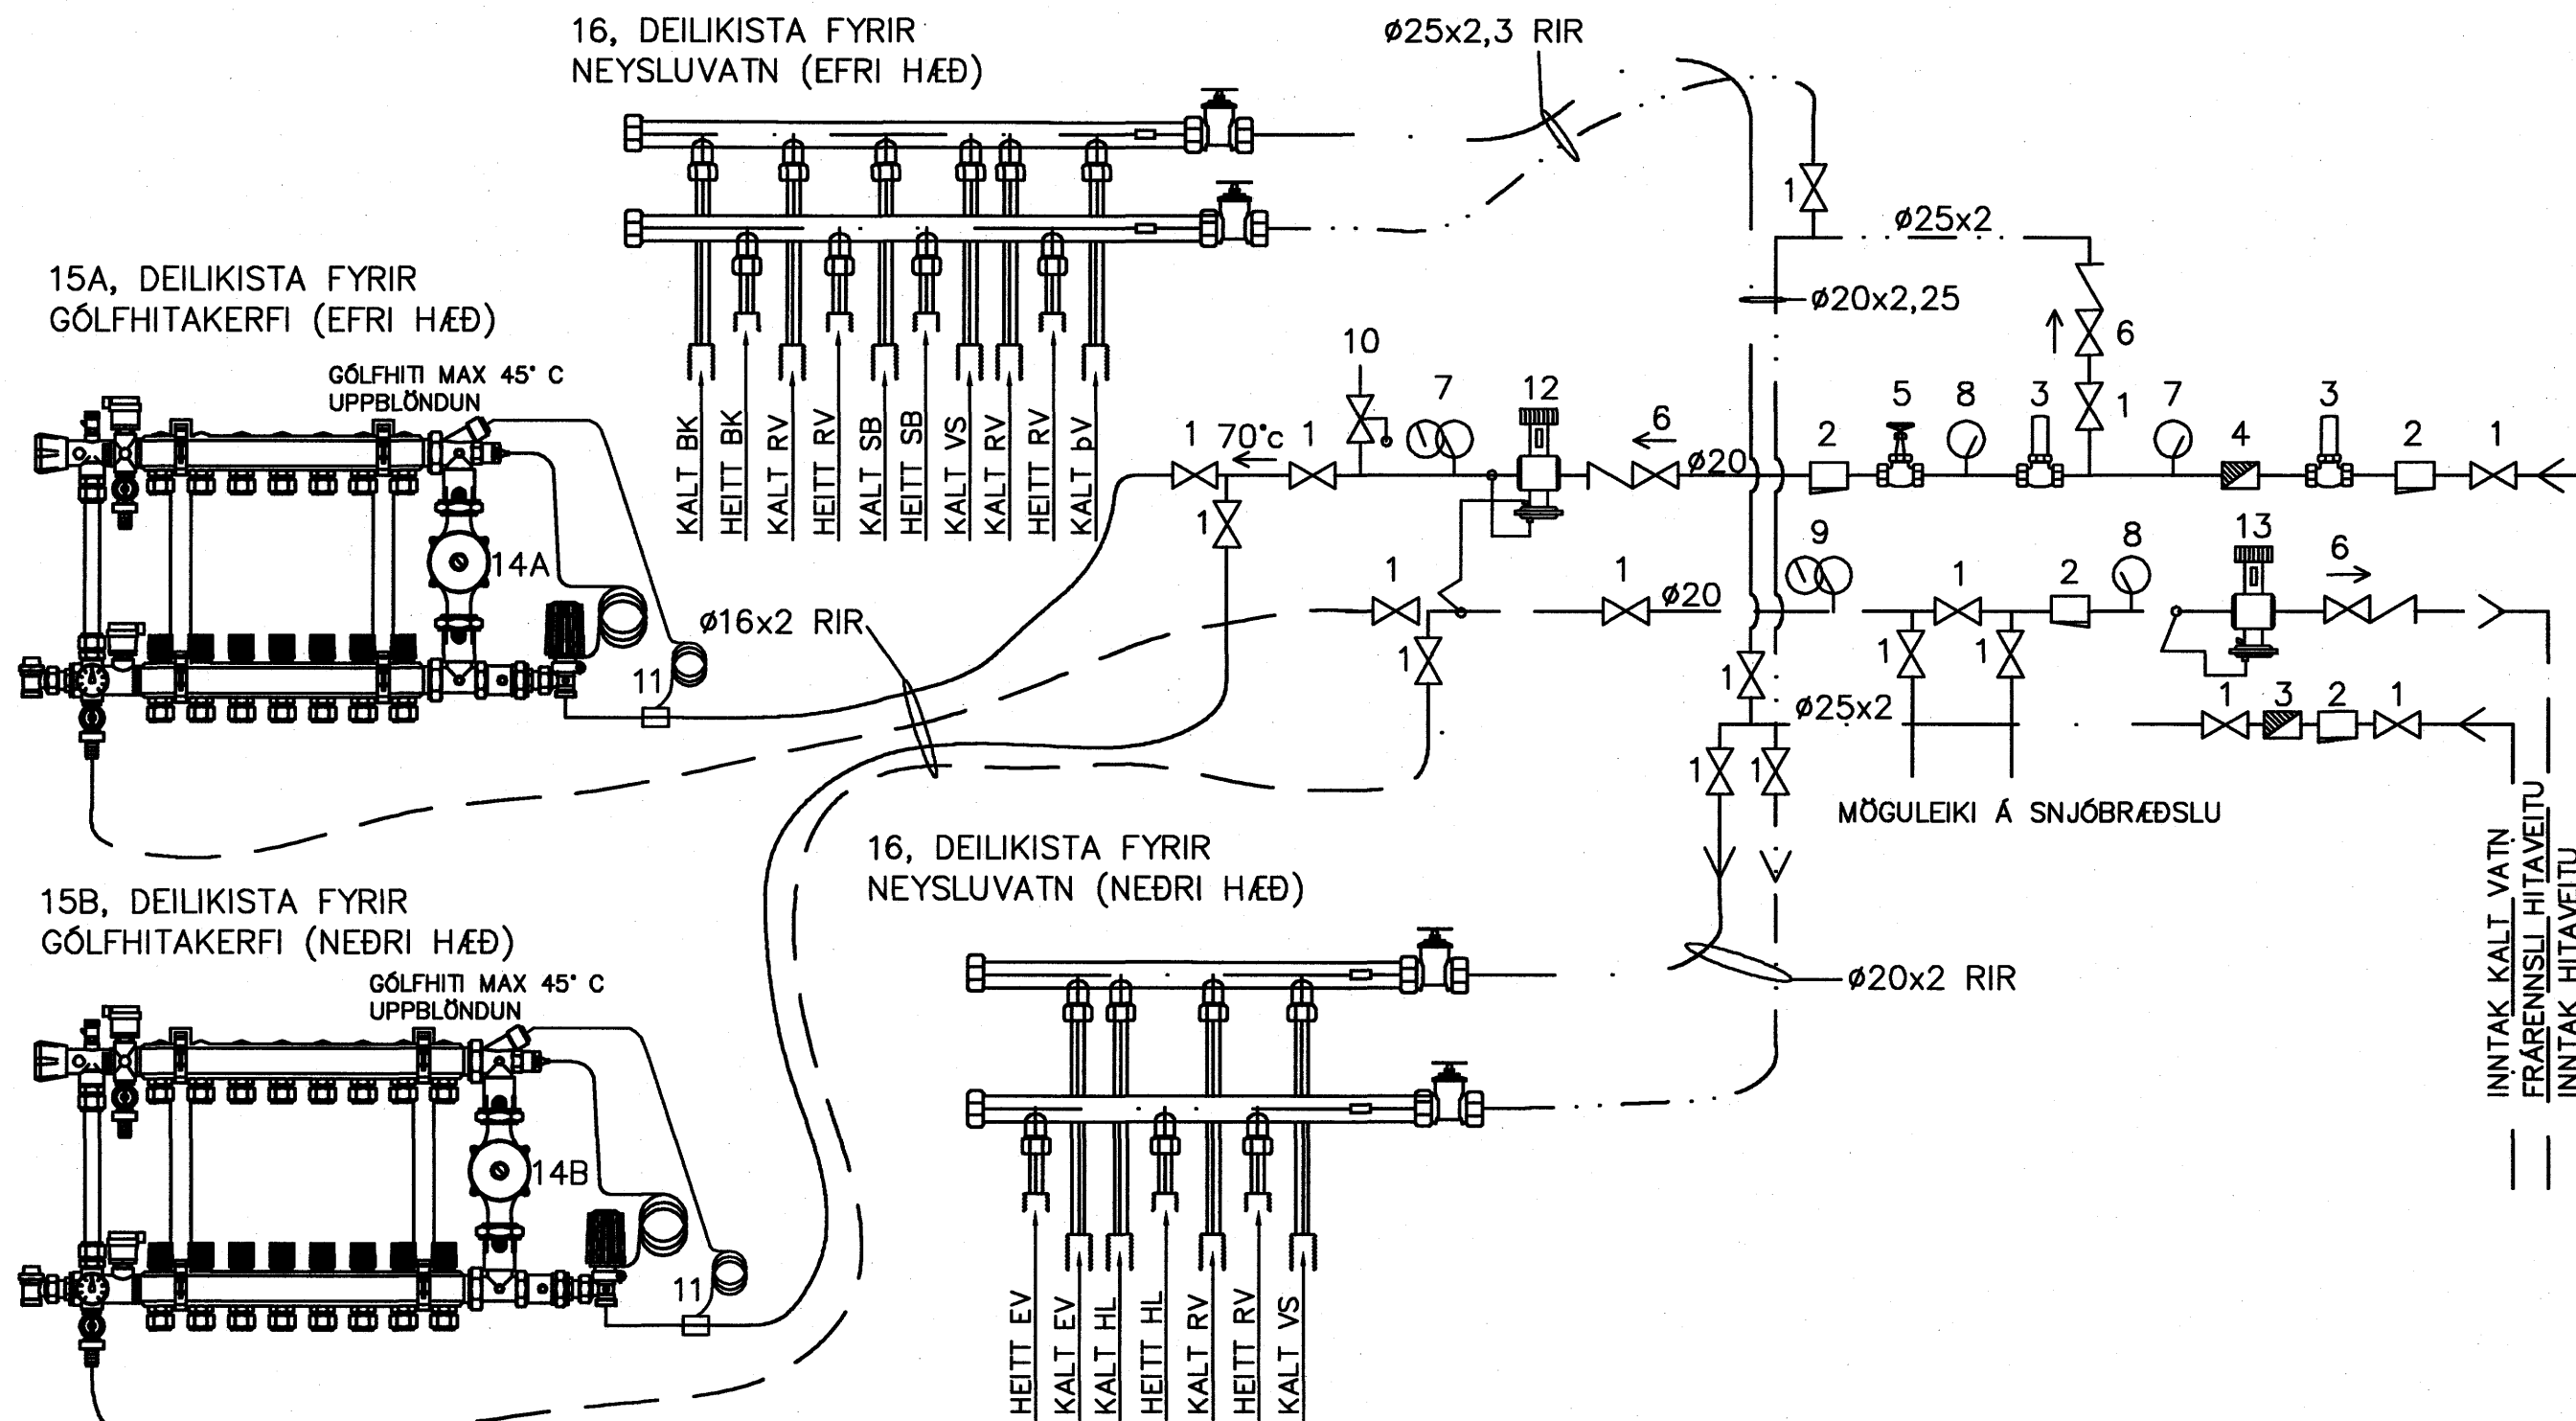 16, DEILIKISTA FYRIR
NEYSLUVATN (EFRI HÆÐ)
ø25x2,3 RIR
15A, DEILIKISTA FYRIR
GÓLFHITAKERFI (EFRI HÆÐ)
GÓLFHITI MAX 45° C
UPPBLÖNDUN
14A
11
KALT BK
HEITT BK
KALT RV
HEITT RV
KALT SB
HEITT SB
KALT VS
KALT RV
HEITT RV
KALT ÞV
1
ø25x2
ø20x2,25
6
1
10
7
12
1
70°c
1
6
ø20
2
5
8
3
7
4
3
2
1
1
1
1
ø20
9
1
2
8
13
6
1
1
1
1
ø16x2 RIR
ø25x2
1
3
2
1
1
1
MÖGULEIKI Á SNJÓBRÆÐSLU
INNTAK KALT VATN
FRÁRENNSLI HITAVEITU
INNTAK HITAVEITU
16, DEILIKISTA FYRIR
NEYSLUVATN (NEÐRI HÆÐ)
ø20x2 RIR
15B, DEILIKISTA FYRIR
GÓLFHITAKERFI (NEÐRI HÆÐ)
GÓLFHITI MAX 45° C
UPPBLÖNDUN
14B
11
HEITT EV
KALT EV
KALT HL
HEITT HL
KALT RV
HEITT RV
KALT VS